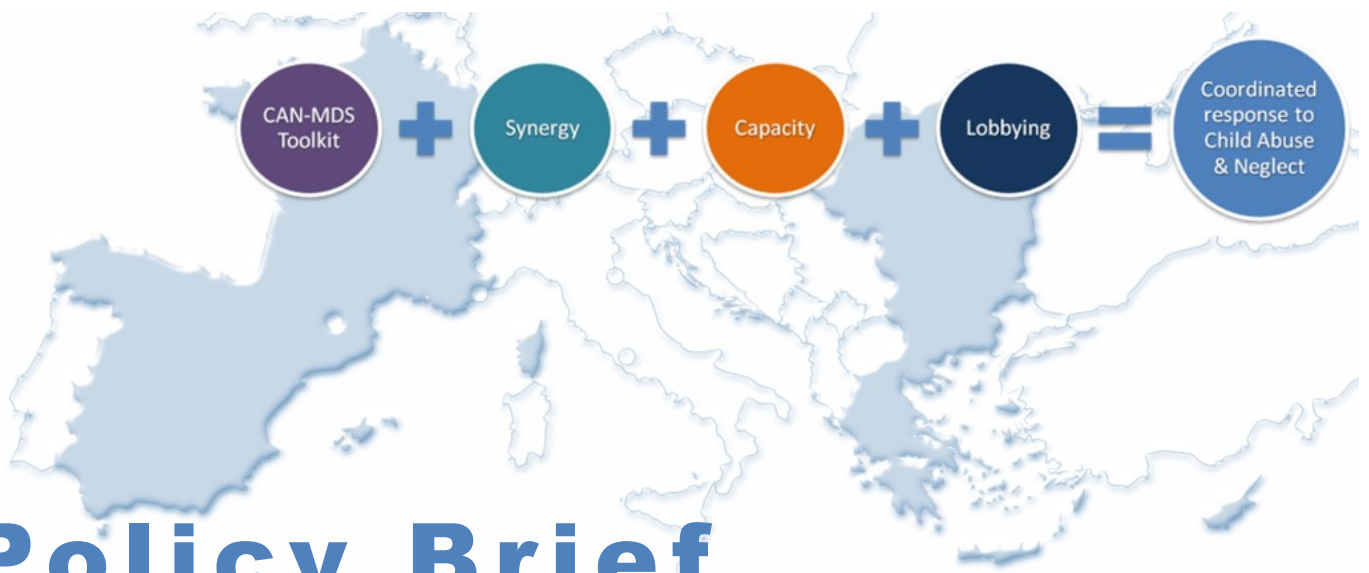 CAN-MDS
Toolkit
Synergy
Capacity
Lobbying
Coordinated
response to
Child Abuse
& Neglect
Policy Brief